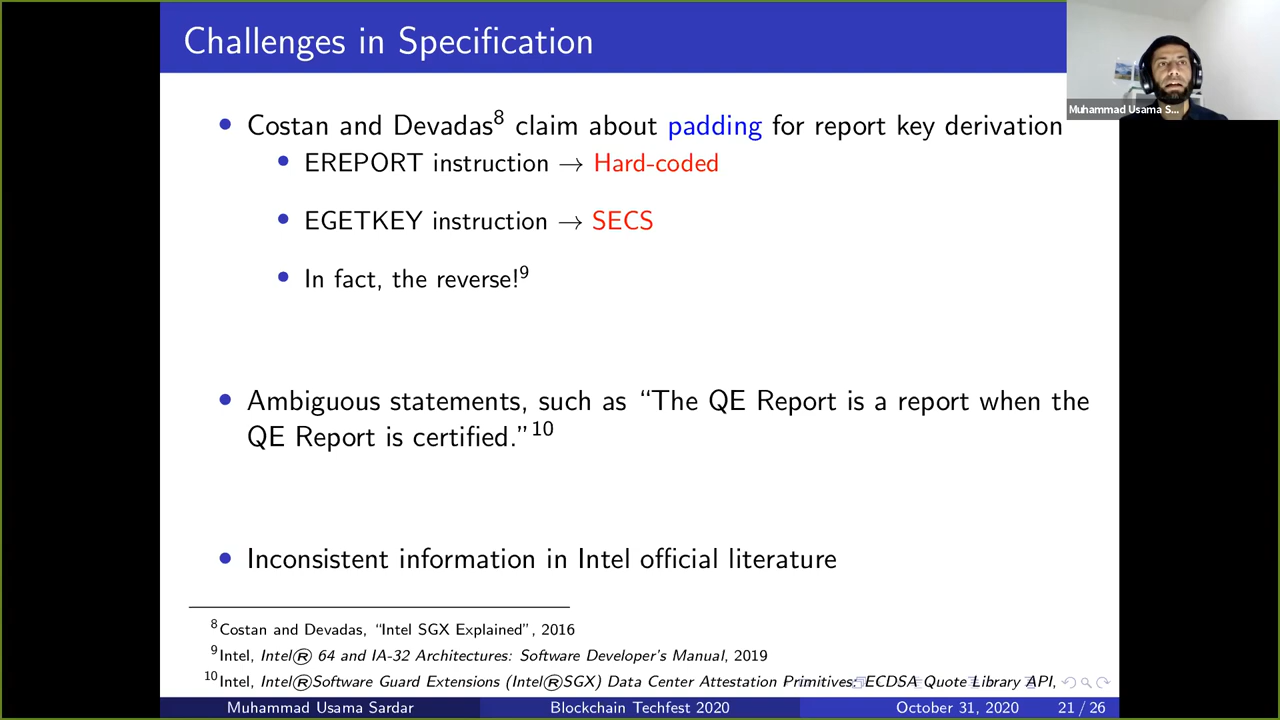 Challenges in Specification
Muhammad Usama S...
• Costan and Devadas8 claim about padding for report key derivation
• EREPORT instruction → Hard-coded
• EGETKEY instruction → SECS
• In fact, the reverse!9
• Ambiguous statements, such as “The QE Report is a report when the
QE Report is certified.”10
• Inconsistent information in Intel official literature
8Costan and Devadas, “Intel SGX Explained”, 2016
9Intel, Intel® 64 and IA-32 Architectures: Software Developer's Manual, 2019
10Intel, Intel®Software Guard Extensions (Intel®SGX) Data Center Attestation Primitives: ECDSA Quote Library API,
Muhammad Usama Sardar Blockchain Techfest 2020 October 31, 2020 21 / 26